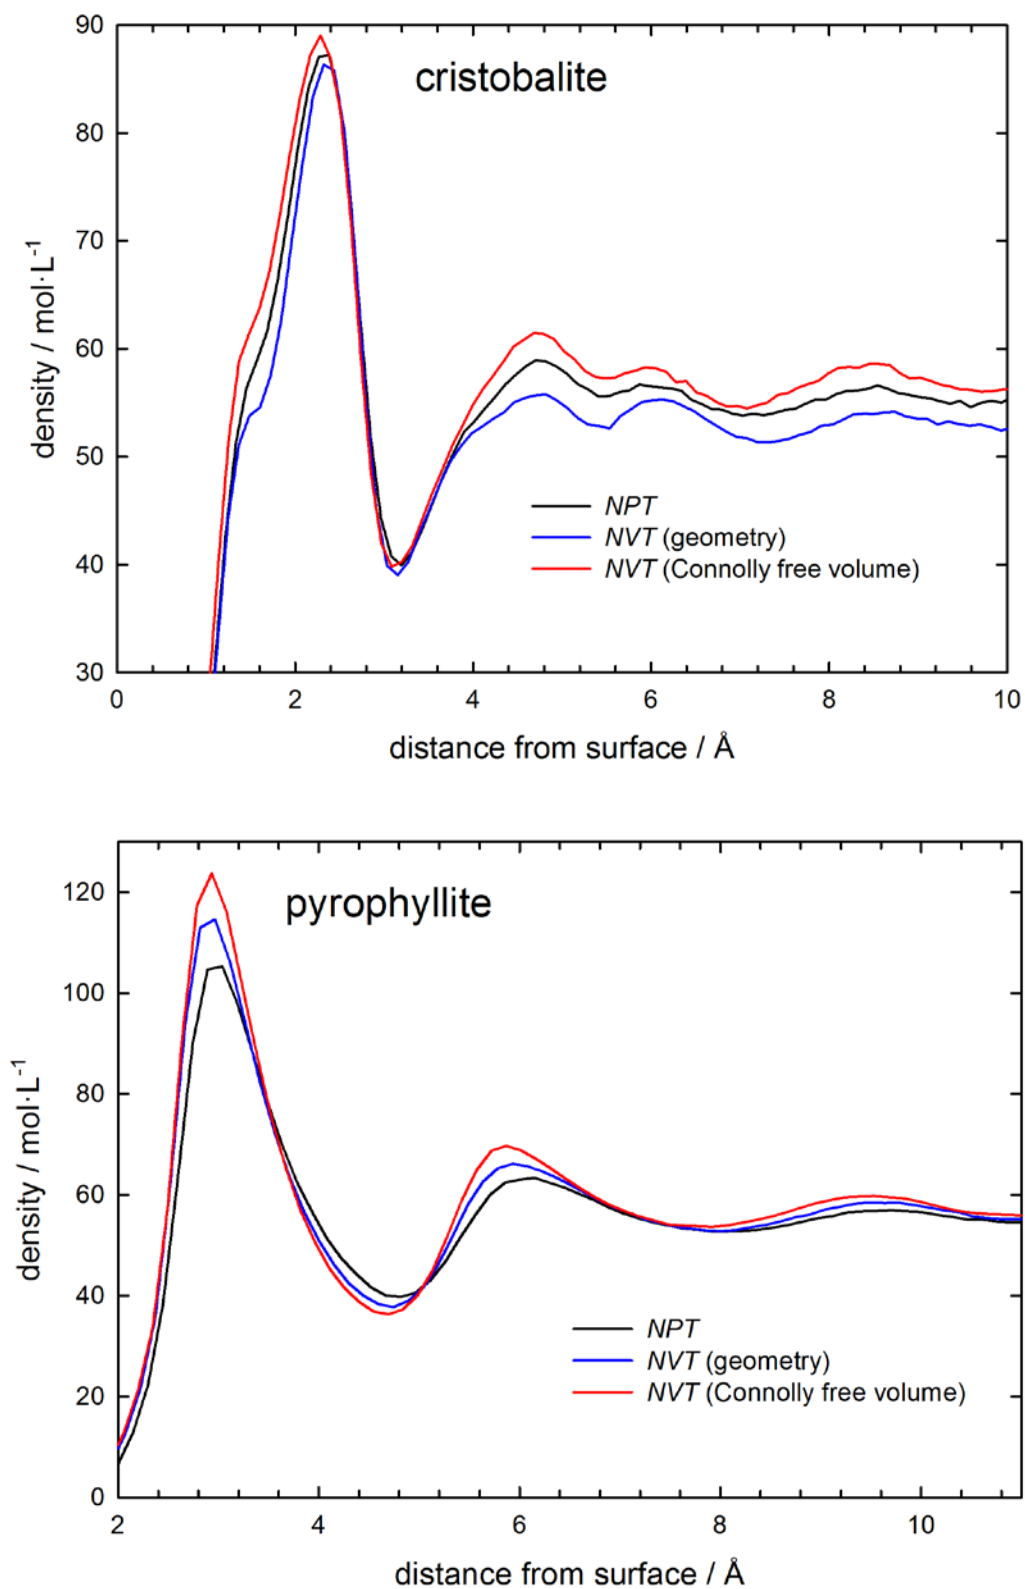 90
80
70
60
50
40
30
density / mol·L⁻¹
cristobalite
NPT
NVT (geometry)
NVT (Connolly free volume)
0 2 4 6 8 10
distance from surface / Å
120
100
80
60
40
20
0
density / mol·L⁻¹
pyrophyllite
NPT
NVT (geometry)
NVT (Connolly free volume)
2 4 6 8 10
distance from surface / Å